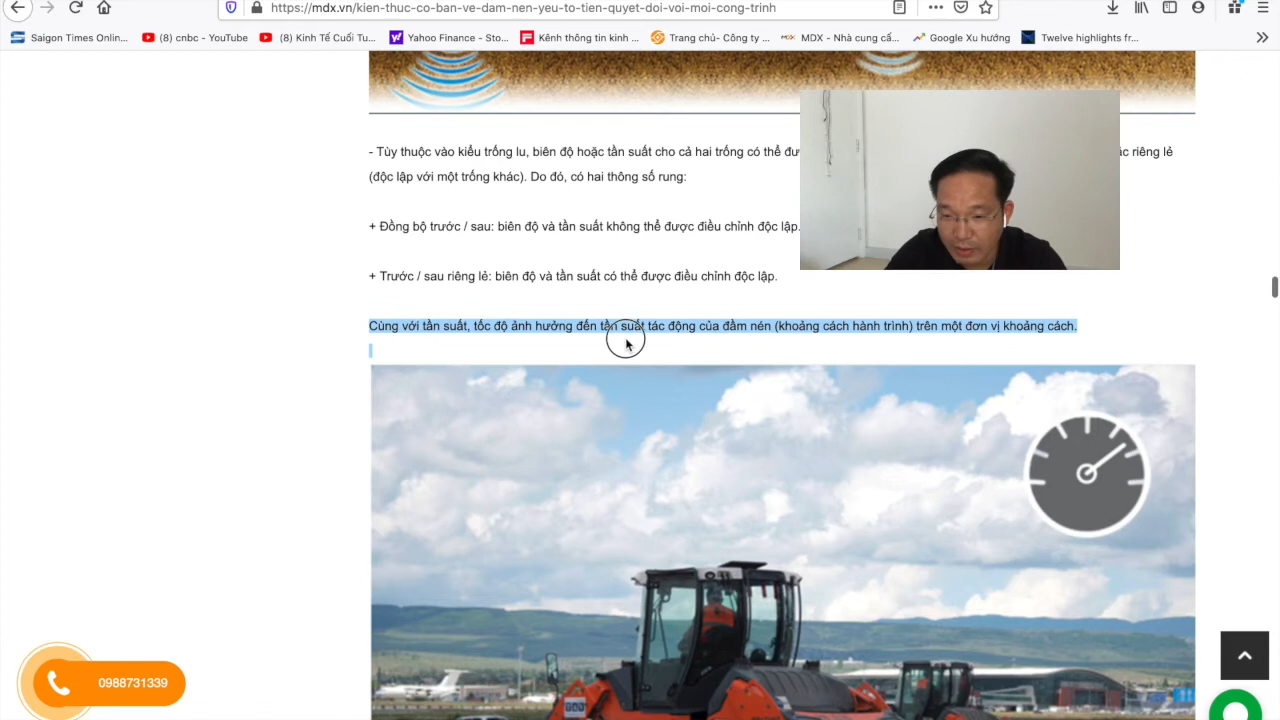 https://mdx.vn/kien-thuc-co-ban-ve-dam-nen-yeu-to-tien-quyet-doi-voi-moi-cong-trinh
Saigon Times Onlin...
(8) cnbc - YouTube
(8) Kinh Tế Cuối Tu...
Yahoo Finance - Sto...
Kênh thông tin kinh ...
Trang chủ- Công ty ...
MDX - Nhà cung cấ...
Google Xu hướng
Twelve highlights fr...
- Tùy thuộc vào kiểu trống lu, biên độ hoặc tần suất cho cả hai trống có thể đư
riêng lẻ
(độc lập với một trống khác). Do đó, có hai thông số rung:
+ Đồng bộ trước / sau: biên độ và tần suất không thể được điều chỉnh độc lập.
+ Trước / sau riêng lẻ: biên độ và tần suất có thể được điều chỉnh độc lập.
Cùng với tần suất, tốc độ ảnh hưởng đến tần suất tác động của đầm nén (khoảng cách hành trình) trên một đơn vị khoảng cách.
0988731339